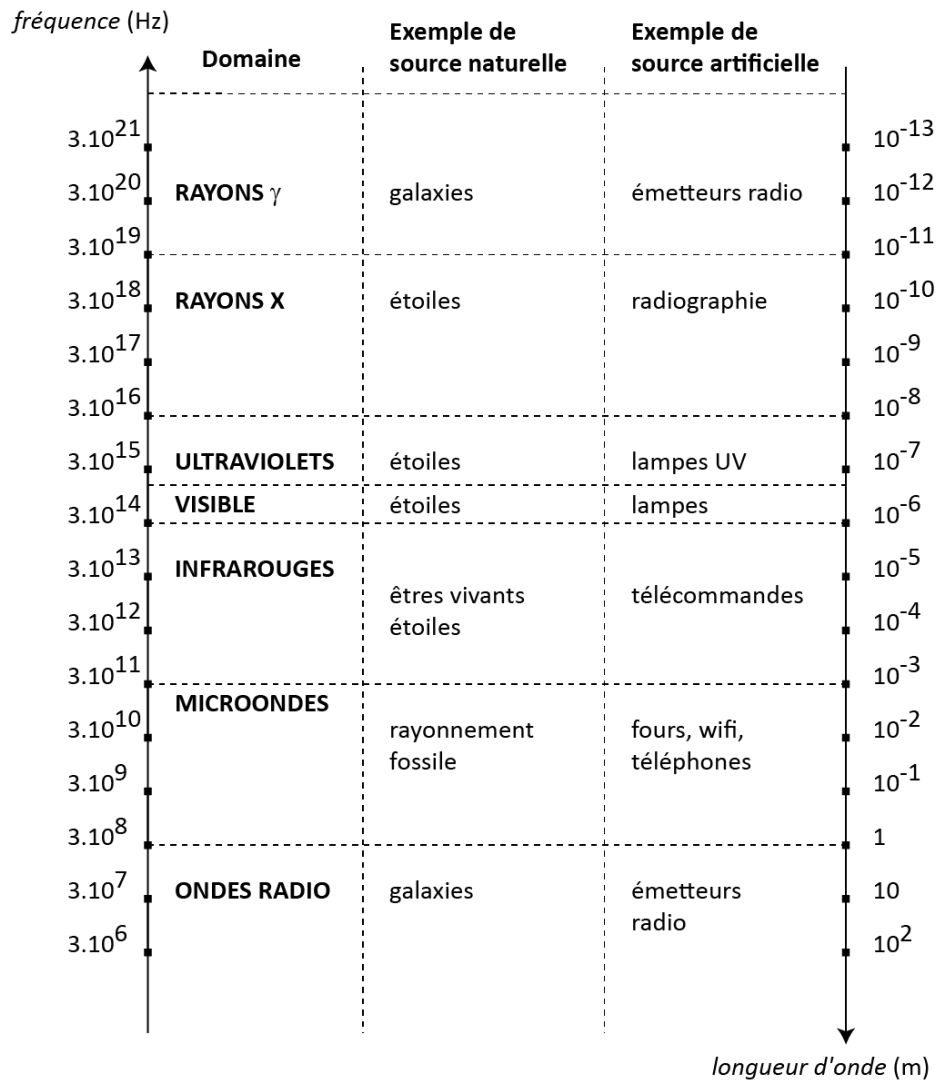 fréquence (Hz)
Domaine
Exemple de
source naturelle
Exemple de
source artificielle
3.10^21
10^-13
3.10^20
RAYONS γ
galaxies
émetteurs radio
10^-12
3.10^19
10^-11
3.10^18
RAYONS X
étoiles
radiographie
10^-10
3.10^17
10^-9
3.10^16
10^-8
3.10^15
ULTRAVIOLETS
étoiles
lampes UV
10^-7
3.10^14
VISIBLE
étoiles
lampes
10^-6
3.10^13
INFRAROUGES
10^-5
êtres vivants
étoiles
télécommandes
3.10^12
10^-4
3.10^11
10^-3
MICROONDES
3.10^10
rayonnement
fossile
fours, wifi,
téléphones
10^-2
3.10^9
10^-1
3.10^8
1
3.10^7
ONDES RADIO
galaxies
émetteurs
radio
10
3.10^6
10^2
longueur d'onde (m)